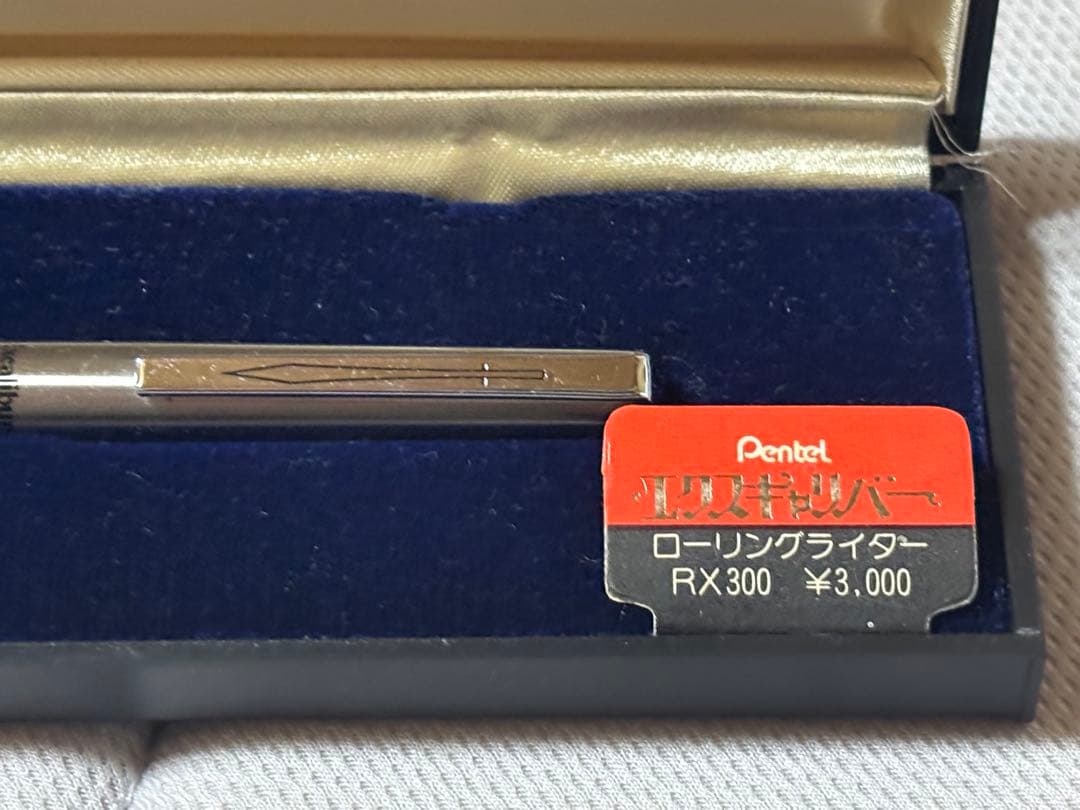 Pentel
エクスキャリバー
ローリングライター
RX300 ¥3,000